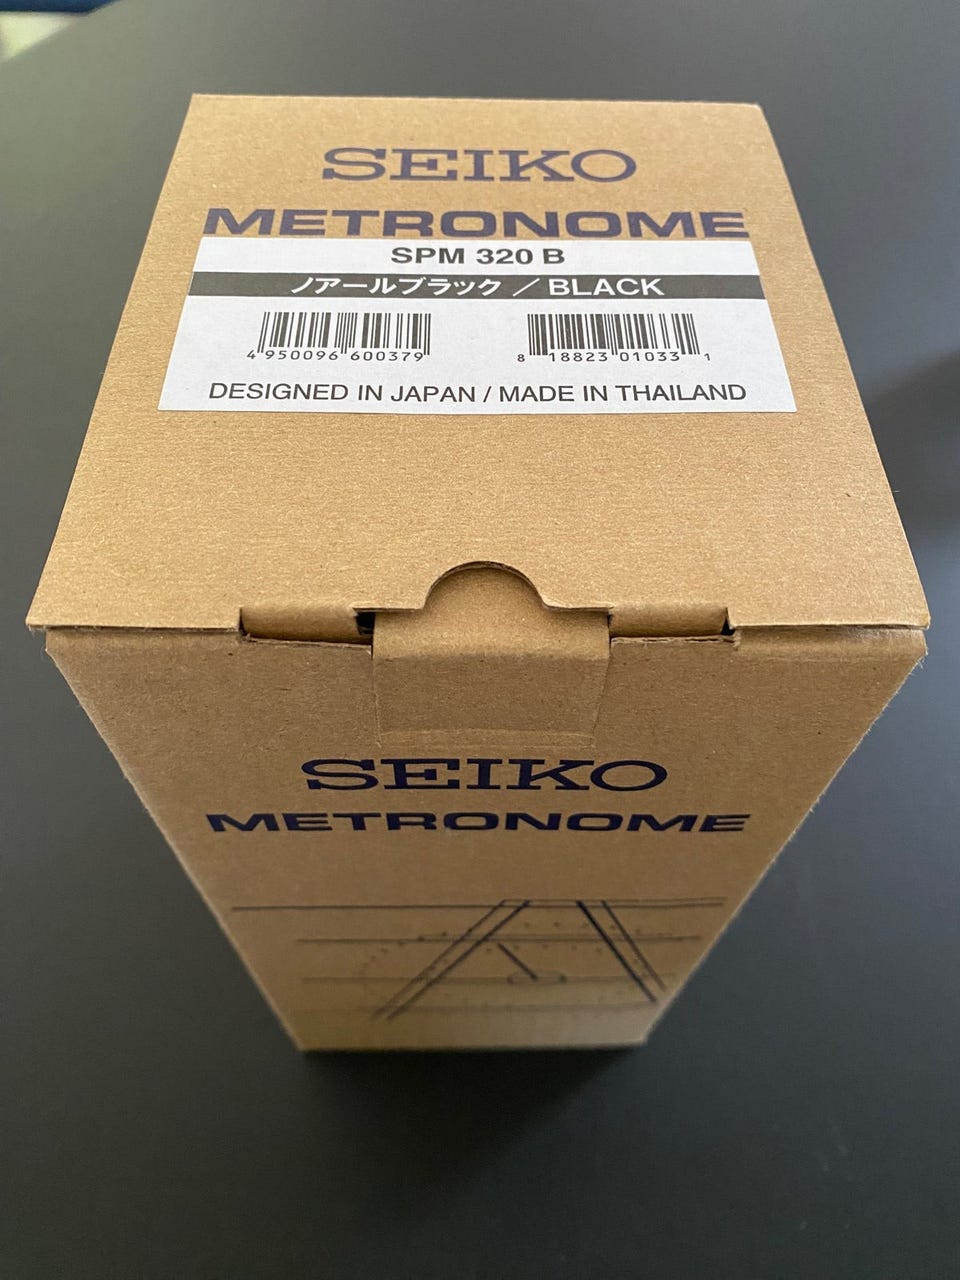 SEIKO
METRONOME
SPM 320 B
ノアールブラック ／ BLACK
4 950096 600379
8 18823 01033 1
DESIGNED IN JAPAN / MADE IN THAILAND
SEIKO
METRONOME